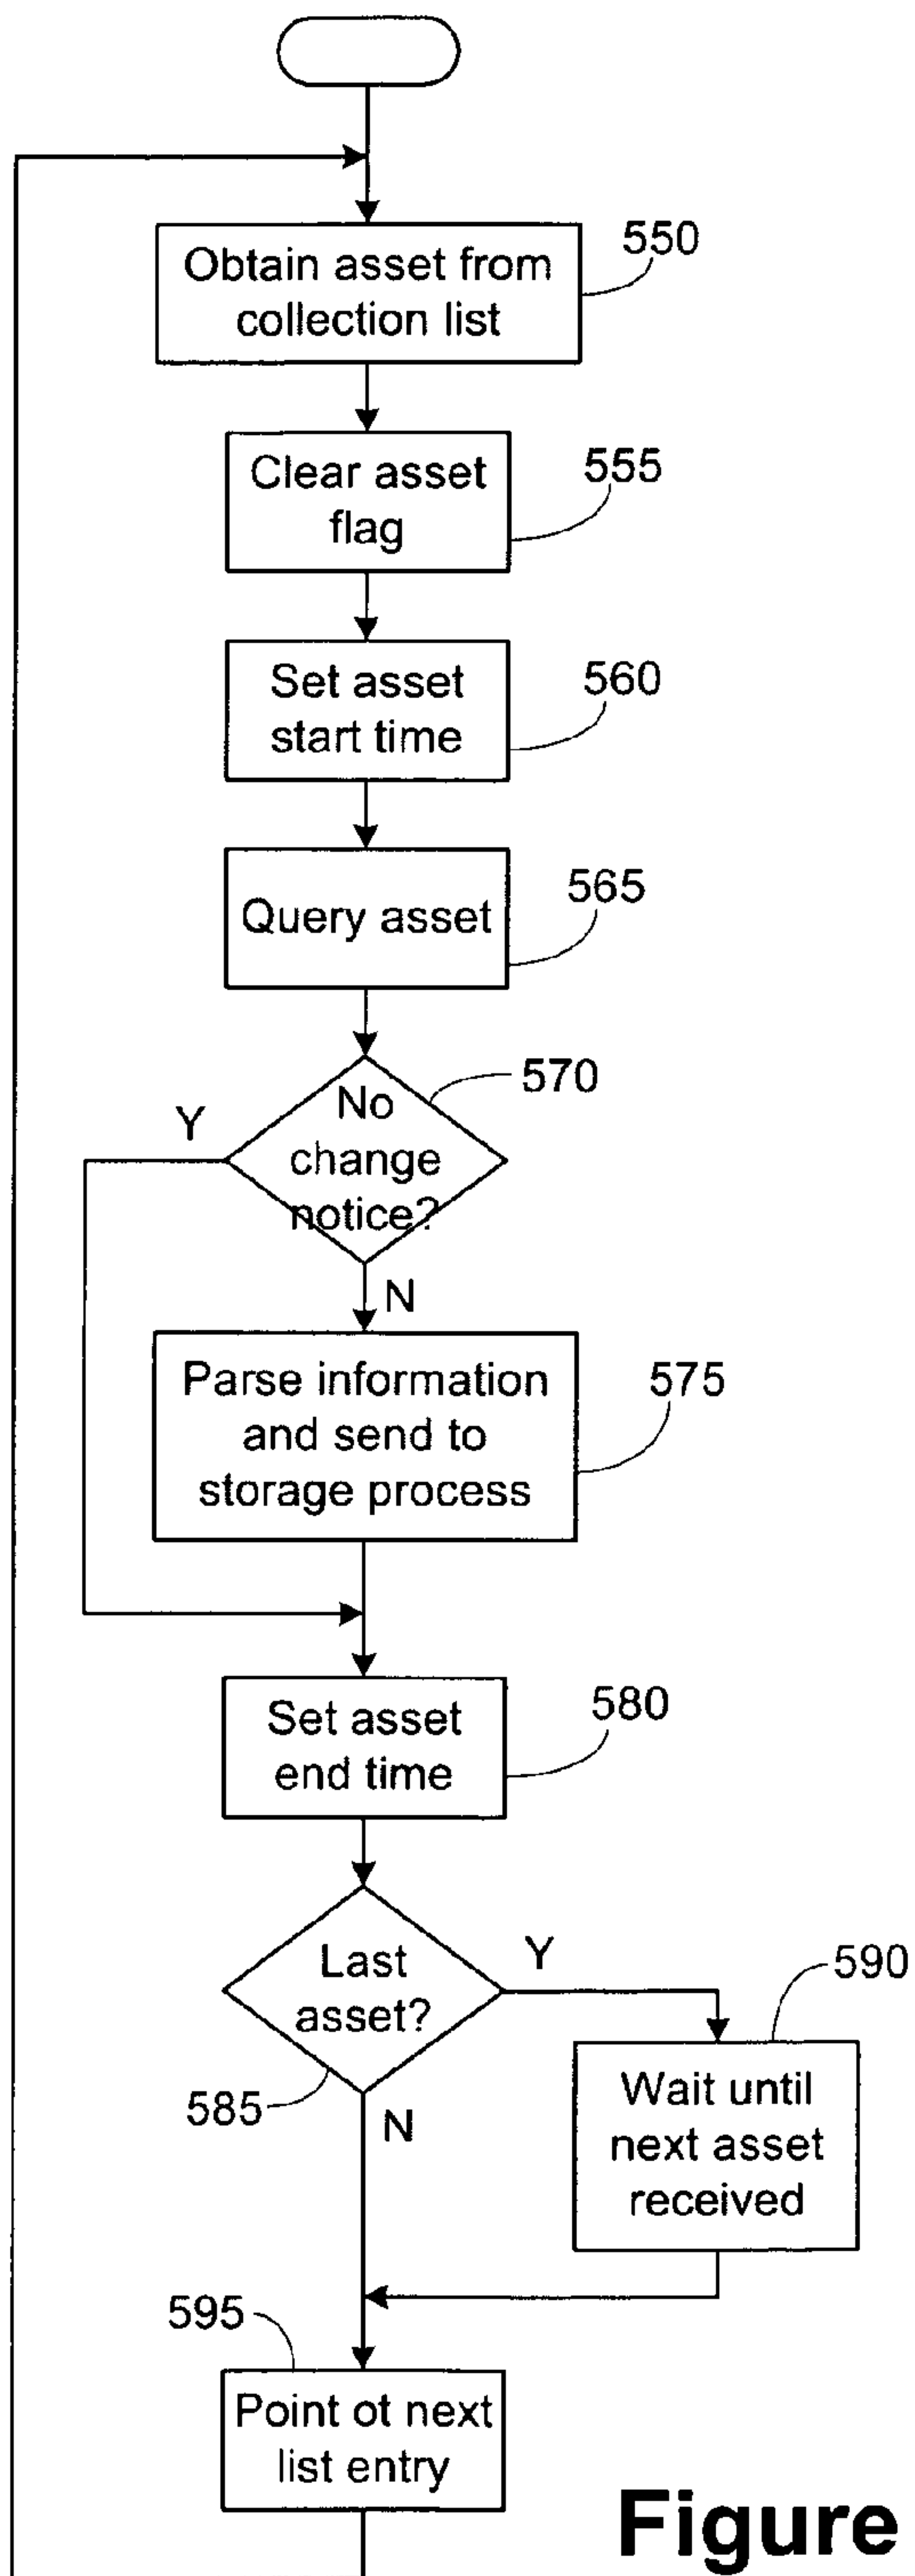 Obtain asset from
collection list
550
Clear asset
flag
555
Set asset
start time
560
Query asset
565
No
change
notice?
570
Y
N
Parse information
and send to
storage process
575
Set asset
end time
580
Last
asset?
585
Y
N
Wait until
next asset
received
590
595
Point ot next
list entry
Figure